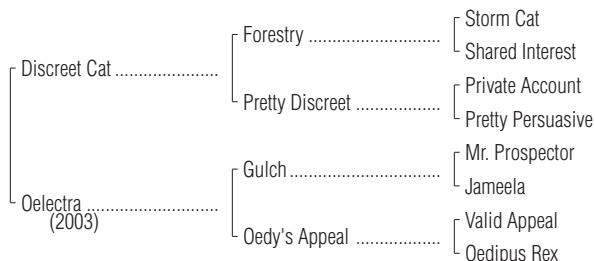 Storm Cat
Forestry
Shared Interest
Discreet Cat
Private Account
Pretty Discreet
Pretty Persuasive
Mr. Prospector
Gulch
Jameela
Oelectra
(2003)
Valid Appeal
Oedy's Appeal
Oedipus Rex